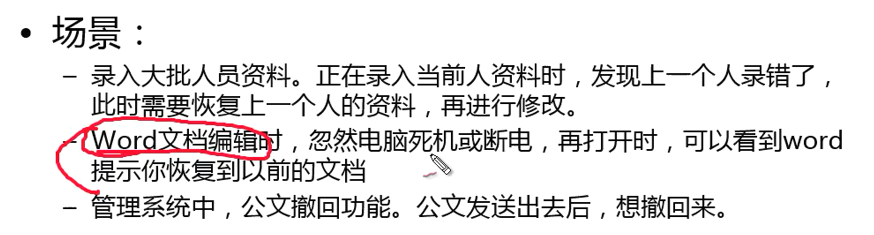 • 场景：
– 录入大批人员资料。正在录入当前人资料时，发现上一个人录错了，
此时需要恢复上一个人的资料，再进行修改。
– Word文档编辑时，忽然电脑死机或断电，再打开时，可以看到word
提示你恢复到以前的文档
– 管理系统中，公文撤回功能。公文发送出去后，想撤回来。